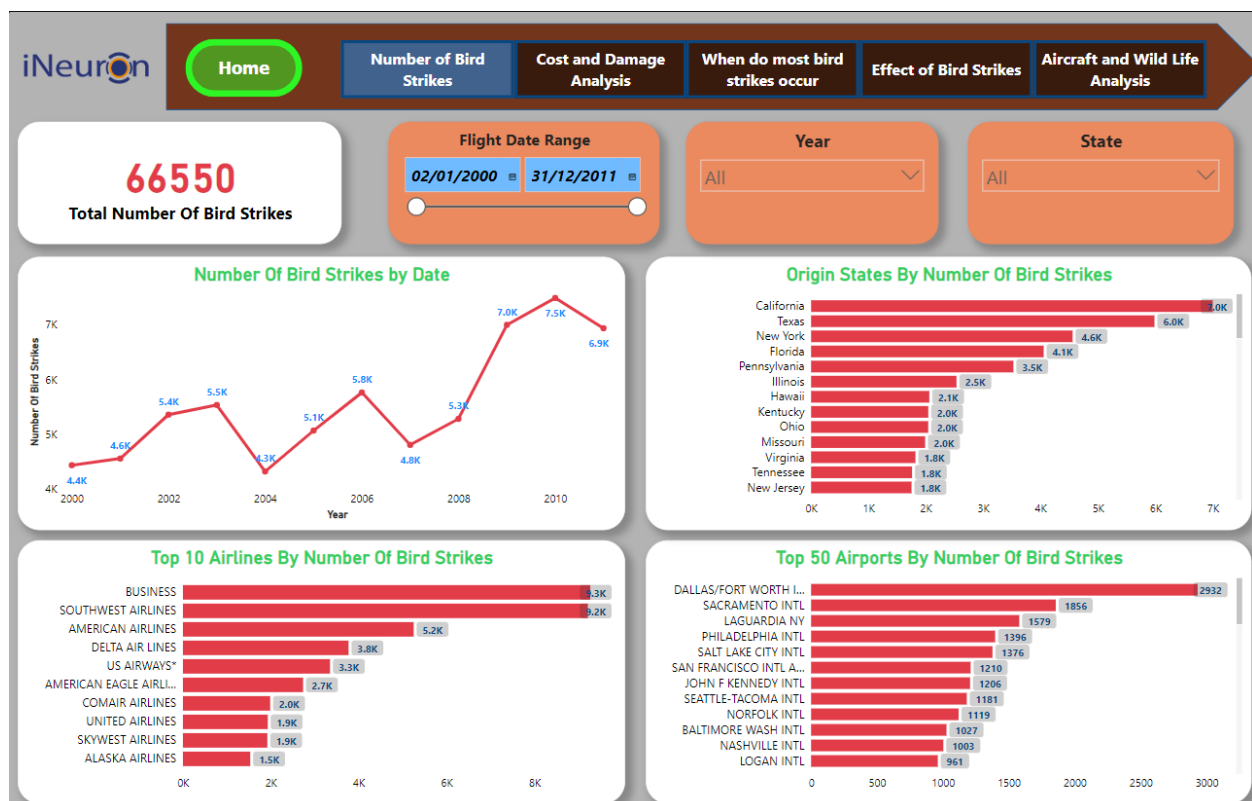 iNeuron
Home
Number of Bird
Strikes
Cost and Damage
Analysis
When do most bird
strikes occur
Effect of Bird Strikes
Aircraft and Wild Life
Analysis
66550
Total Number Of Bird Strikes
Flight Date Range
02/01/2000 31/12/2011
Year
All
State
All
Number Of Bird Strikes by Date
Number Of Bird Strikes
7K
6K
5K
4K
4.4K
4.6K
5.4K
5.5K
4.3K
5.1K
5.8K
4.8K
5.3K
7.0K
7.5K
6.9K
2000 2002 2004 2006 2008 2010
Year
Origin States By Number Of Bird Strikes
California 7.0K
Texas 6.0K
New York 4.6K
Florida 4.1K
Pennsylvania 3.5K
Illinois 2.5K
Hawaii 2.1K
Kentucky 2.0K
Ohio 2.0K
Missouri 2.0K
Virginia 1.8K
Tennessee 1.8K
New Jersey 1.8K
0K 1K 2K 3K 4K 5K 6K 7K
Top 10 Airlines By Number Of Bird Strikes
BUSINESS 9.3K
SOUTHWEST AIRLINES 9.2K
AMERICAN AIRLINES 5.2K
DELTA AIR LINES 3.8K
US AIRWAYS* 3.3K
AMERICAN EAGLE AIRLI... 2.7K
COMAIR AIRLINES 2.0K
UNITED AIRLINES 1.9K
SKYWEST AIRLINES 1.9K
ALASKA AIRLINES 1.5K
0K 2K 4K 6K 8K
Top 50 Airports By Number Of Bird Strikes
DALLAS/FORT WORTH I... 2932
SACRAMENTO INTL 1856
LAGUARDIA NY 1579
PHILADELPHIA INTL 1396
SALT LAKE CITY INTL 1376
SAN FRANCISCO INTL A... 1210
JOHN F KENNEDY INTL 1206
SEATTLE-TACOMA INTL 1181
NORFOLK INTL 1119
BALTIMORE WASH INTL 1027
NASHVILLE INTL 1003
LOGAN INTL 961
0 500 1000 1500 2000 2500 3000